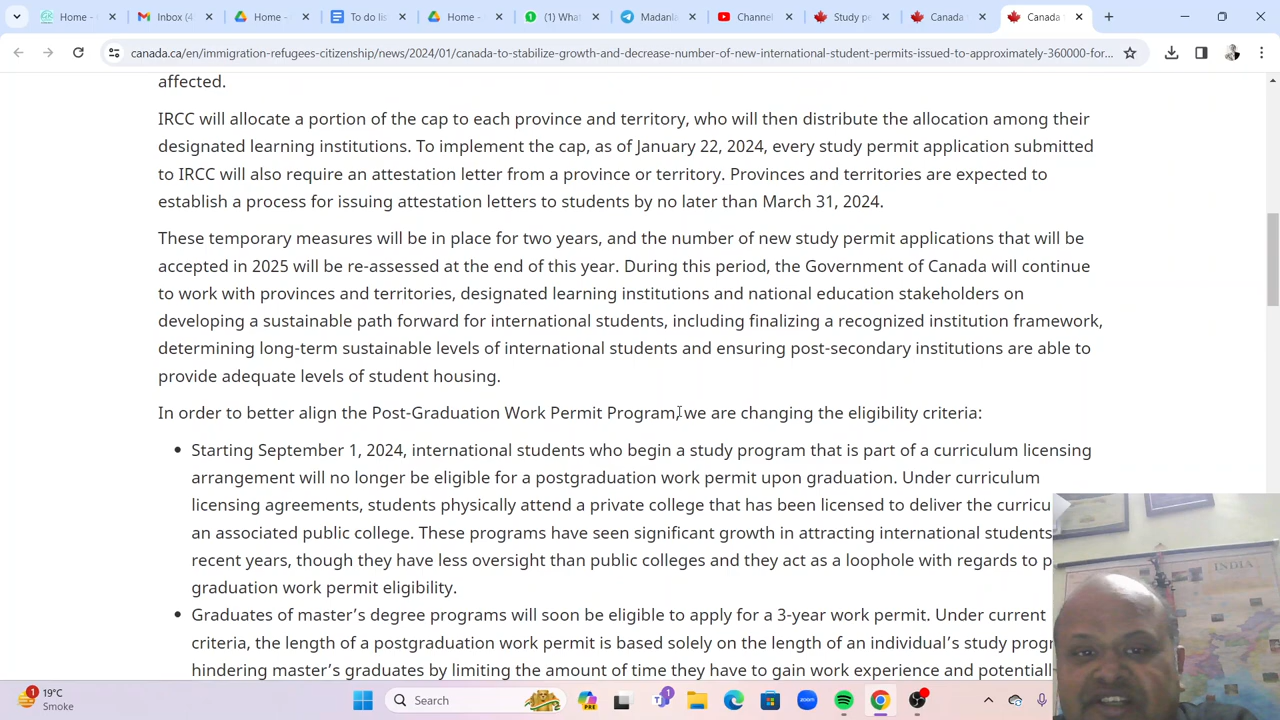 Home -
Inbox (4
Home -
To do li
Home -
(1) What
Madanla
Channel
Study pe
Canada
Canada
canada.ca/en/immigration-refugees-citizenship/news/2024/01/canada-to-stabilize-growth-and-decrease-number-of-new-international-student-permits-issued-to-approximately-360000-for...
affected.
IRCC will allocate a portion of the cap to each province and territory, who will then distribute the allocation among their
designated learning institutions. To implement the cap, as of January 22, 2024, every study permit application submitted
to IRCC will also require an attestation letter from a province or territory. Provinces and territories are expected to
establish a process for issuing attestation letters to students by no later than March 31, 2024.
These temporary measures will be in place for two years, and the number of new study permit applications that will be
accepted in 2025 will be re-assessed at the end of this year. During this period, the Government of Canada will continue
to work with provinces and territories, designated learning institutions and national education stakeholders on
developing a sustainable path forward for international students, including finalizing a recognized institution framework,
determining long-term sustainable levels of international students and ensuring post-secondary institutions are able to
provide adequate levels of student housing.
In order to better align the Post-Graduation Work Permit Program, we are changing the eligibility criteria:
• Starting September 1, 2024, international students who begin a study program that is part of a curriculum licensing
arrangement will no longer be eligible for a postgraduation work permit upon graduation. Under curriculum
licensing agreements, students physically attend a private college that has been licensed to deliver the curricu
an associated public college. These programs have seen significant growth in attracting international students
recent years, though they have less oversight than public colleges and they act as a loophole with regards to p
graduation work permit eligibility.
• Graduates of master's degree programs will soon be eligible to apply for a 3-year work permit. Under current
criteria, the length of a postgraduation work permit is based solely on the length of an individual's study progr
hindering master's graduates by limiting the amount of time they have to gain work experience and potentiall
INDIA
1
19°C
Smoke
Search
PRE
1
zoom